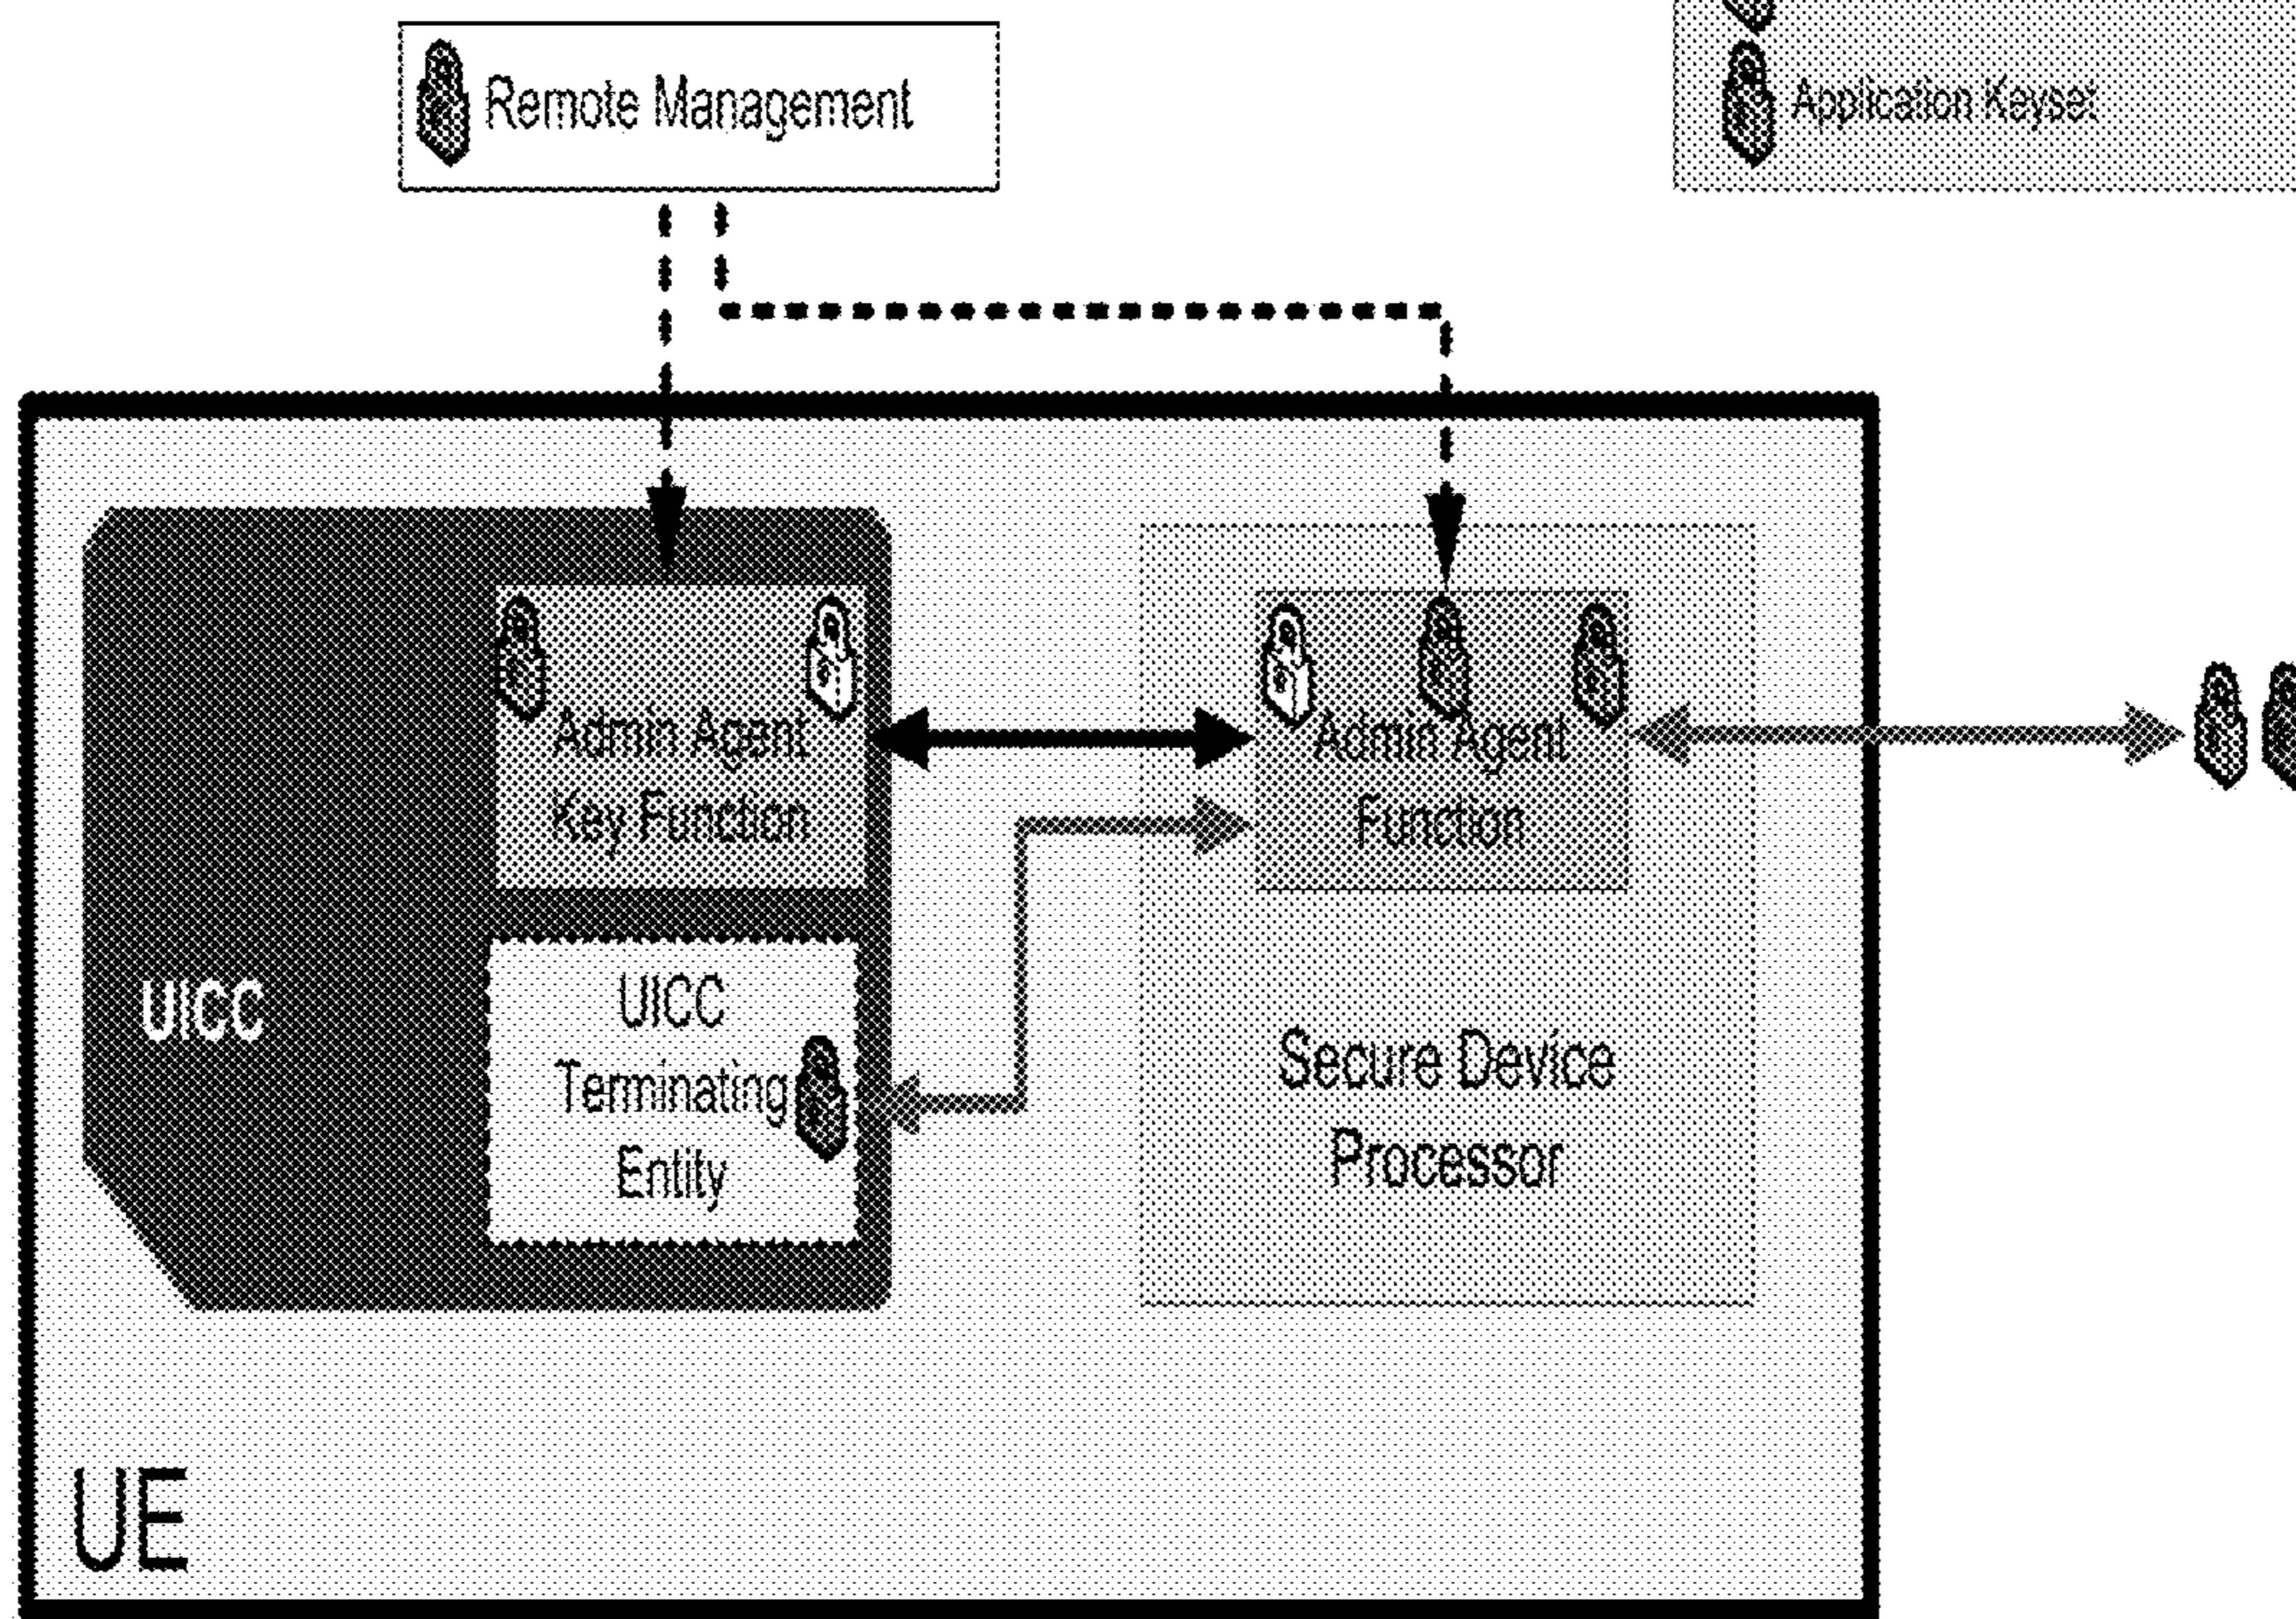 Remote Management
Application Keyset
Admin Agent
Key Function
Admin Agent
Function
UICC
UICC
Terminating
Entity
Secure Device
Processor
UE